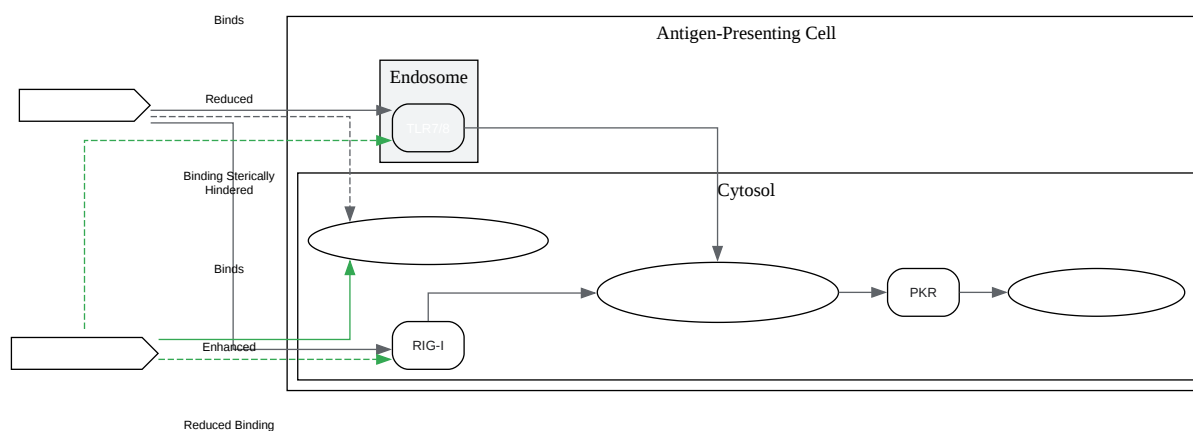 Binds
Antigen-Presenting Cell
Endosome
Reduced
TLR7/8
Binding Sterically
Hindered
Cytosol
Binds
PKR
Enhanced
RIG-I
Reduced Binding